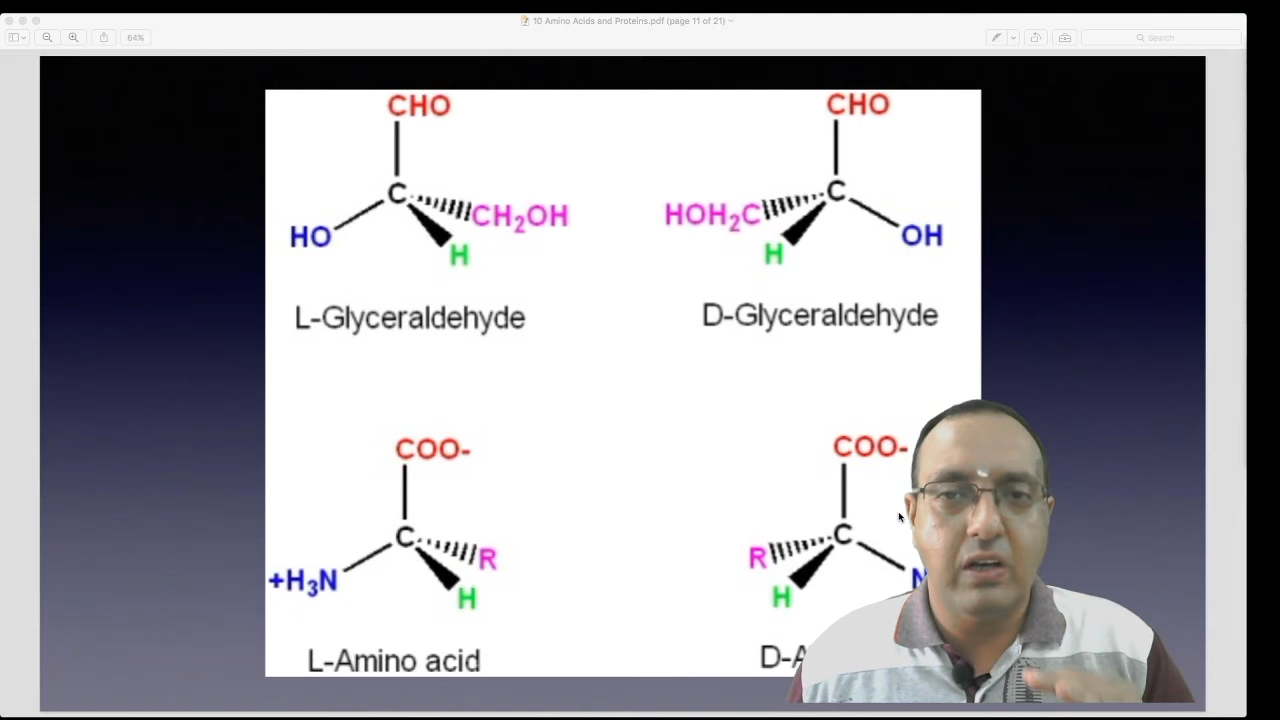 10 Amino Acids and Proteins.pdf (page 11 of 21)
64%
Search
CHO
C
CH2OH
HO
H
L-Glyceraldehyde
CHO
C
HOH2C
OH
H
D-Glyceraldehyde
COO-
C
R
+H3N
H
L-Amino acid
COO-
C
R
H
N
D-A